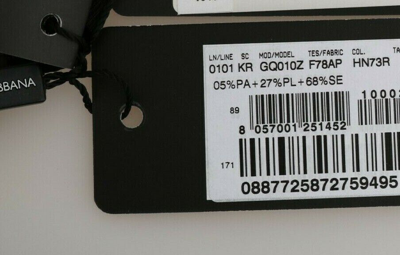 BBANA
LN/LINE SC MOD/MODEL TES/FABRIC COL.
0101 KR GQ010Z F78AP HN73R
05%PA+27%PL+68%SE
89
8 057001 251452
171
0887725872759495